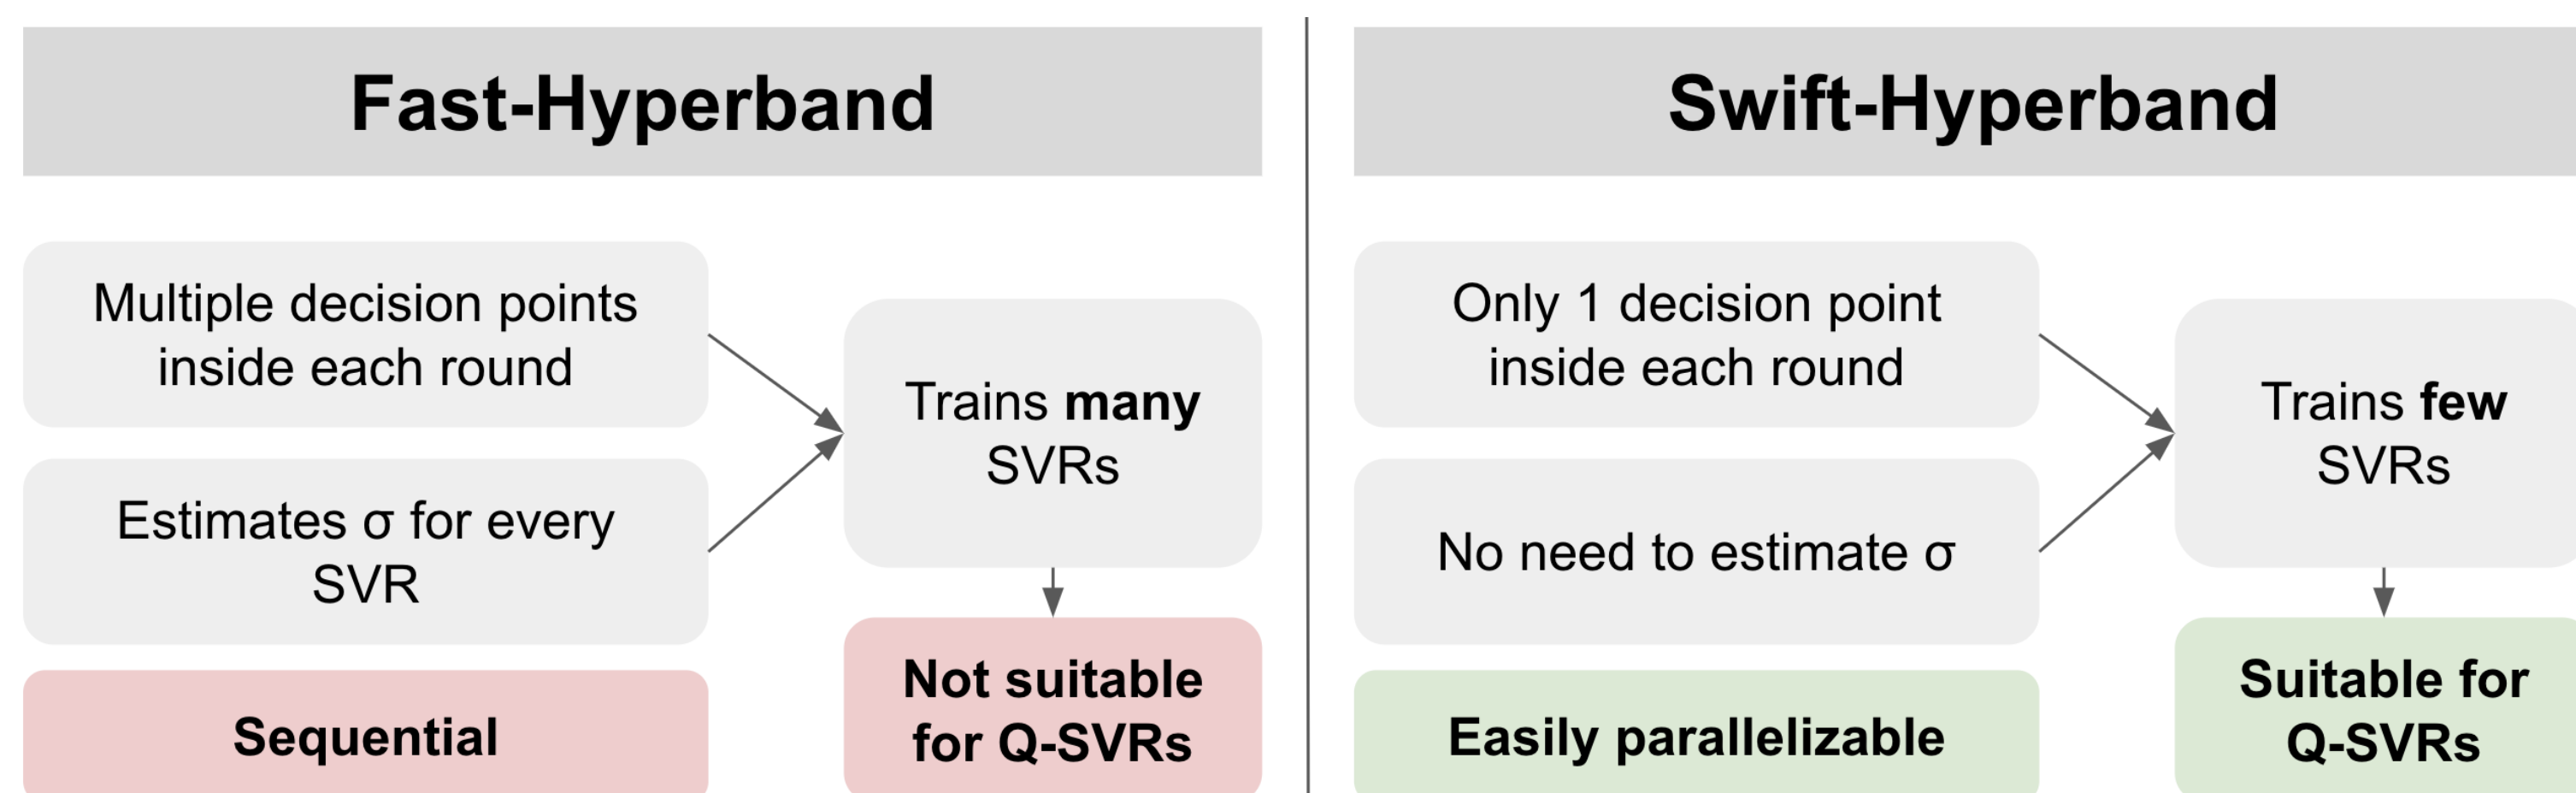 Fast-Hyperband
Multiple decision points
inside each round
Estimates σ for every
SVR
Trains many
SVRs
Sequential
Not suitable
for Q-SVRs
Swift-Hyperband
Only 1 decision point
inside each round
No need to estimate σ
Trains few
SVRs
Easily parallelizable
Suitable for
Q-SVRs